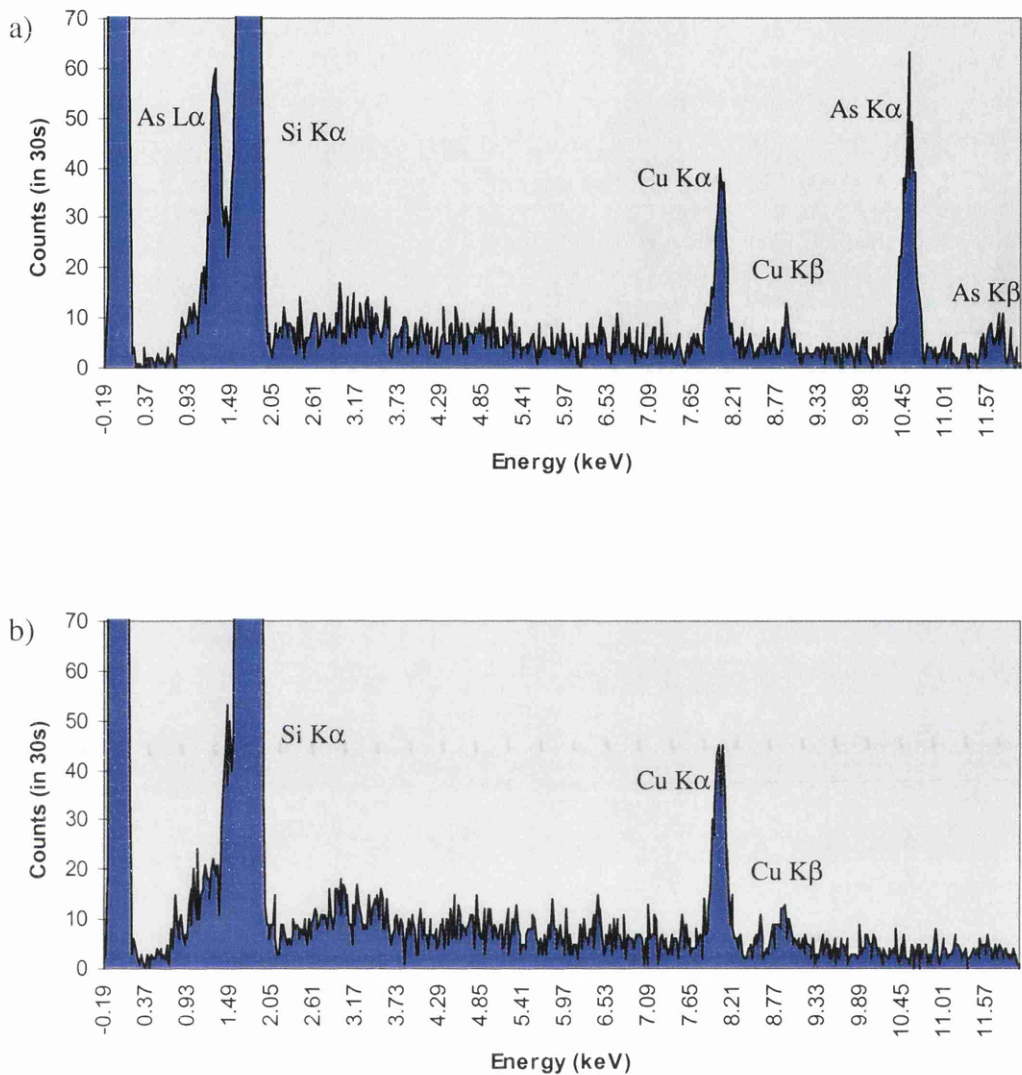 a)
70
60
50
40
30
20
10
0
Counts (in 30s)
As Lα
Si Kα
Cu Kα
Cu Kβ
As Kα
As Kβ
-0.19 0.37 0.93 1.49 2.05 2.61 3.17 3.73 4.29 4.85 5.41 5.97 6.53 7.09 7.65 8.21 8.77 9.33 9.89 10.45 11.01 11.57
Energy (keV)
b)
70
60
50
40
30
20
10
0
Counts (in 30s)
Si Kα
Cu Kα
Cu Kβ
-0.19 0.37 0.93 1.49 2.05 2.61 3.17 3.73 4.29 4.85 5.41 5.97 6.53 7.09 7.65 8.21 8.77 9.33 9.89 10.45 11.01 11.57
Energy (keV)